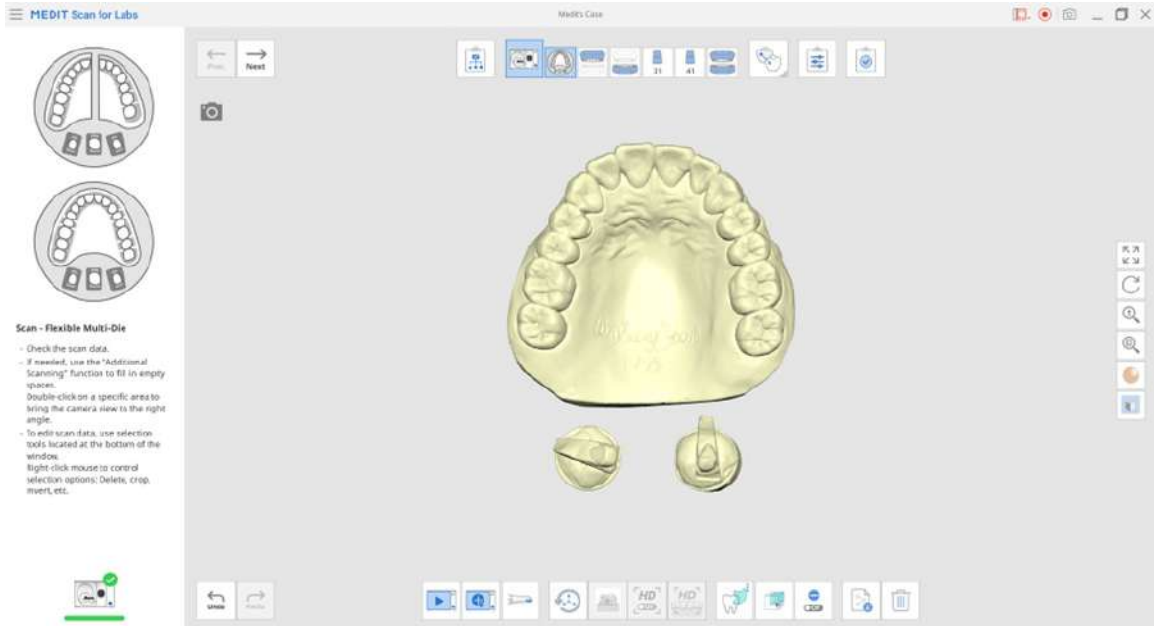 MEDIT Scan for Labs
Medit's Case
Prev
Next
31
41
Scan - Flexible Multi-Die
- Check the scan data.
- If needed, use the "Additional
Scanning" function to fill in empty
spaces.
Double-click on a specific area to
bring the camera view to the right
angle.
- To edit scan data, use selection
tools located at the bottom of the
window.
Right-click mouse to control
selection options: Delete, crop,
invert, etc.
Undo
Redo
HD
HD